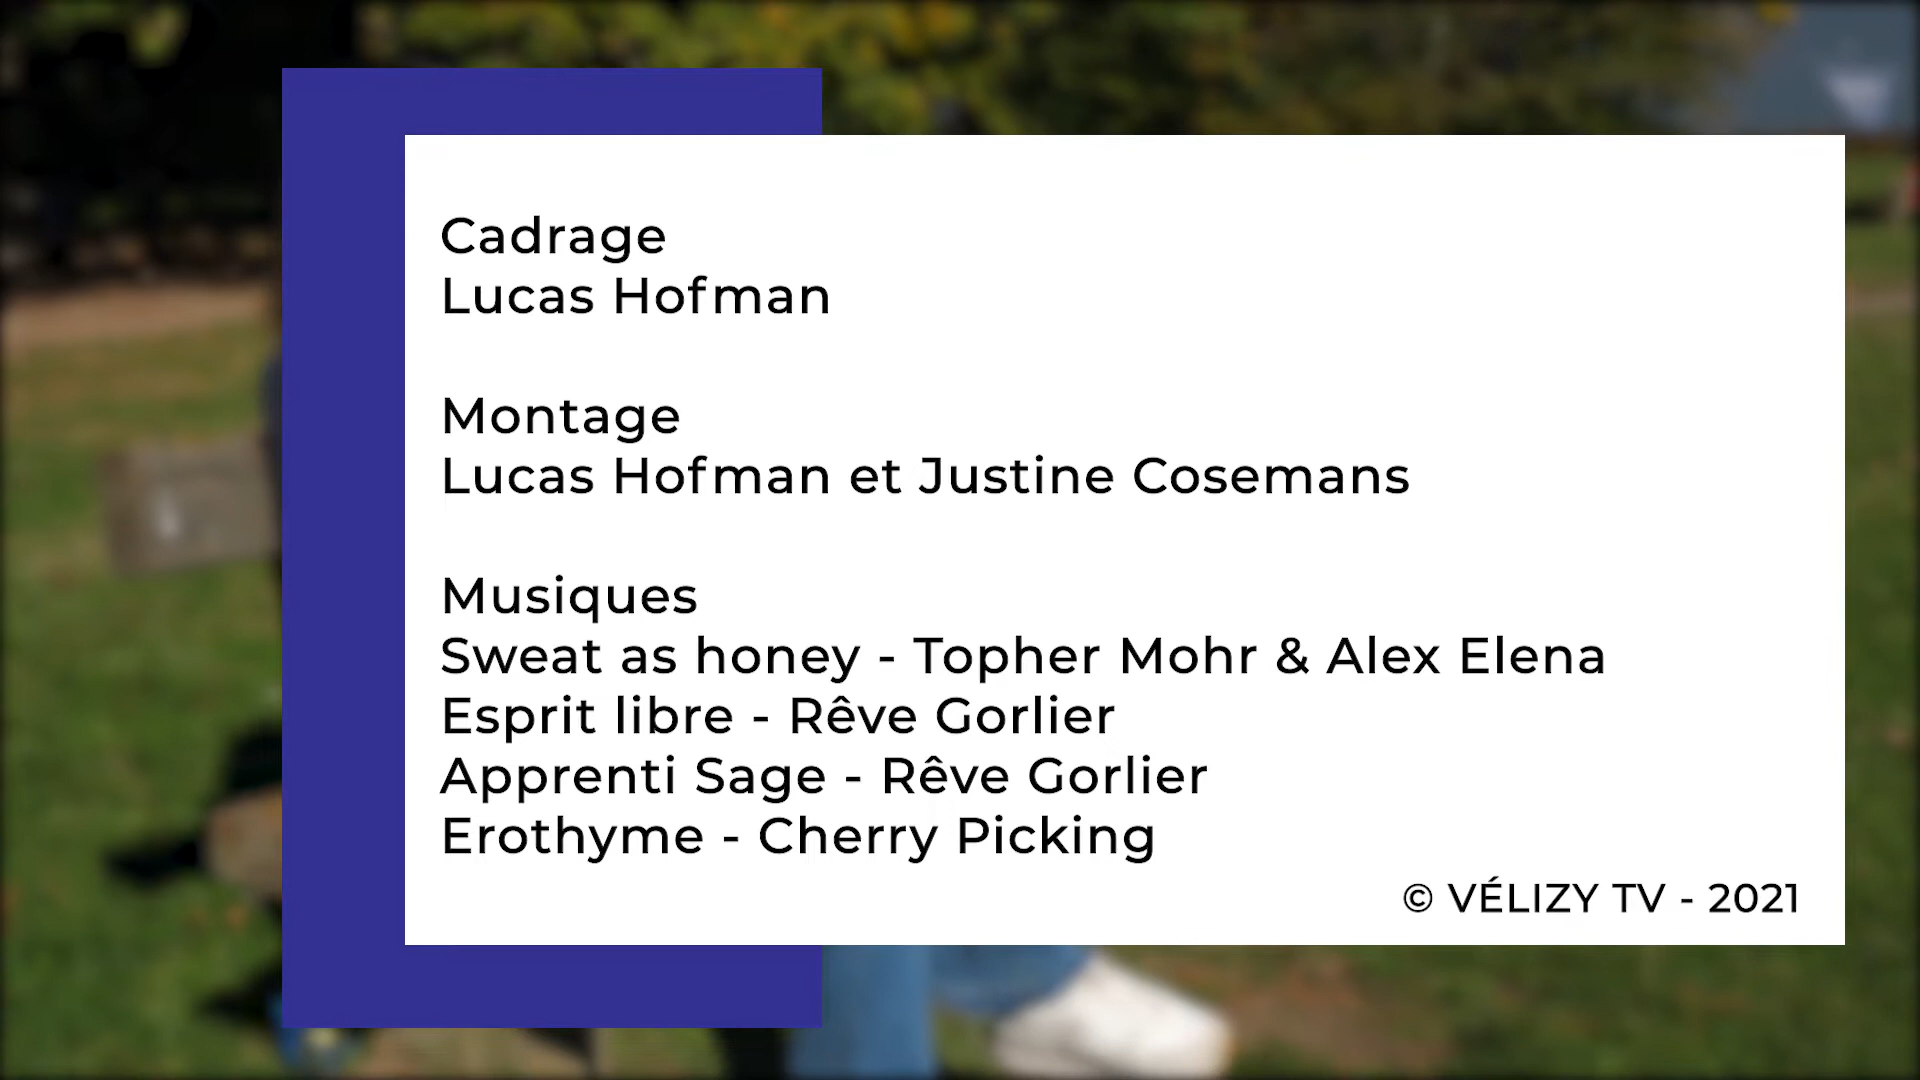 Cadrage
Lucas Hofman
Montage
Lucas Hofman et Justine Cosemans
Musiques
Sweat as honey - Topher Mohr & Alex Elena
Esprit libre - Rêve Gorlier
Apprenti Sage - Rêve Gorlier
Erothyme - Cherry Picking
© VÉLIZY TV - 2021